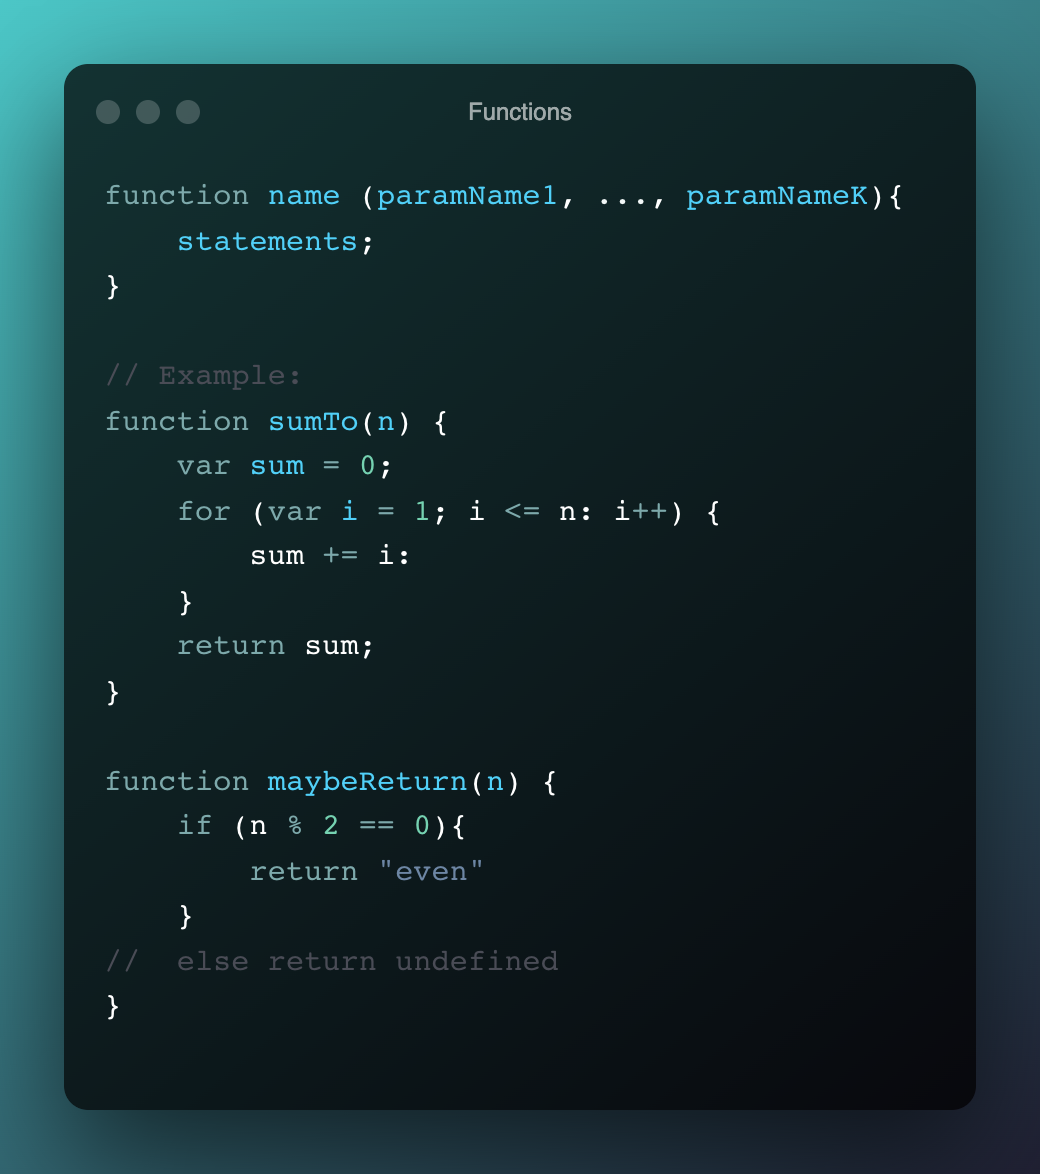 Functions
function name (paramName1, ..., paramNameK){
    statements;
}

// Example:
function sumTo(n) {
    var sum = 0;
    for (var i = 1; i <= n: i++) {
        sum += i:
    }
    return sum;
}

function maybeReturn(n) {
    if (n % 2 == 0){
        return "even"
    }
//  else return undefined
}